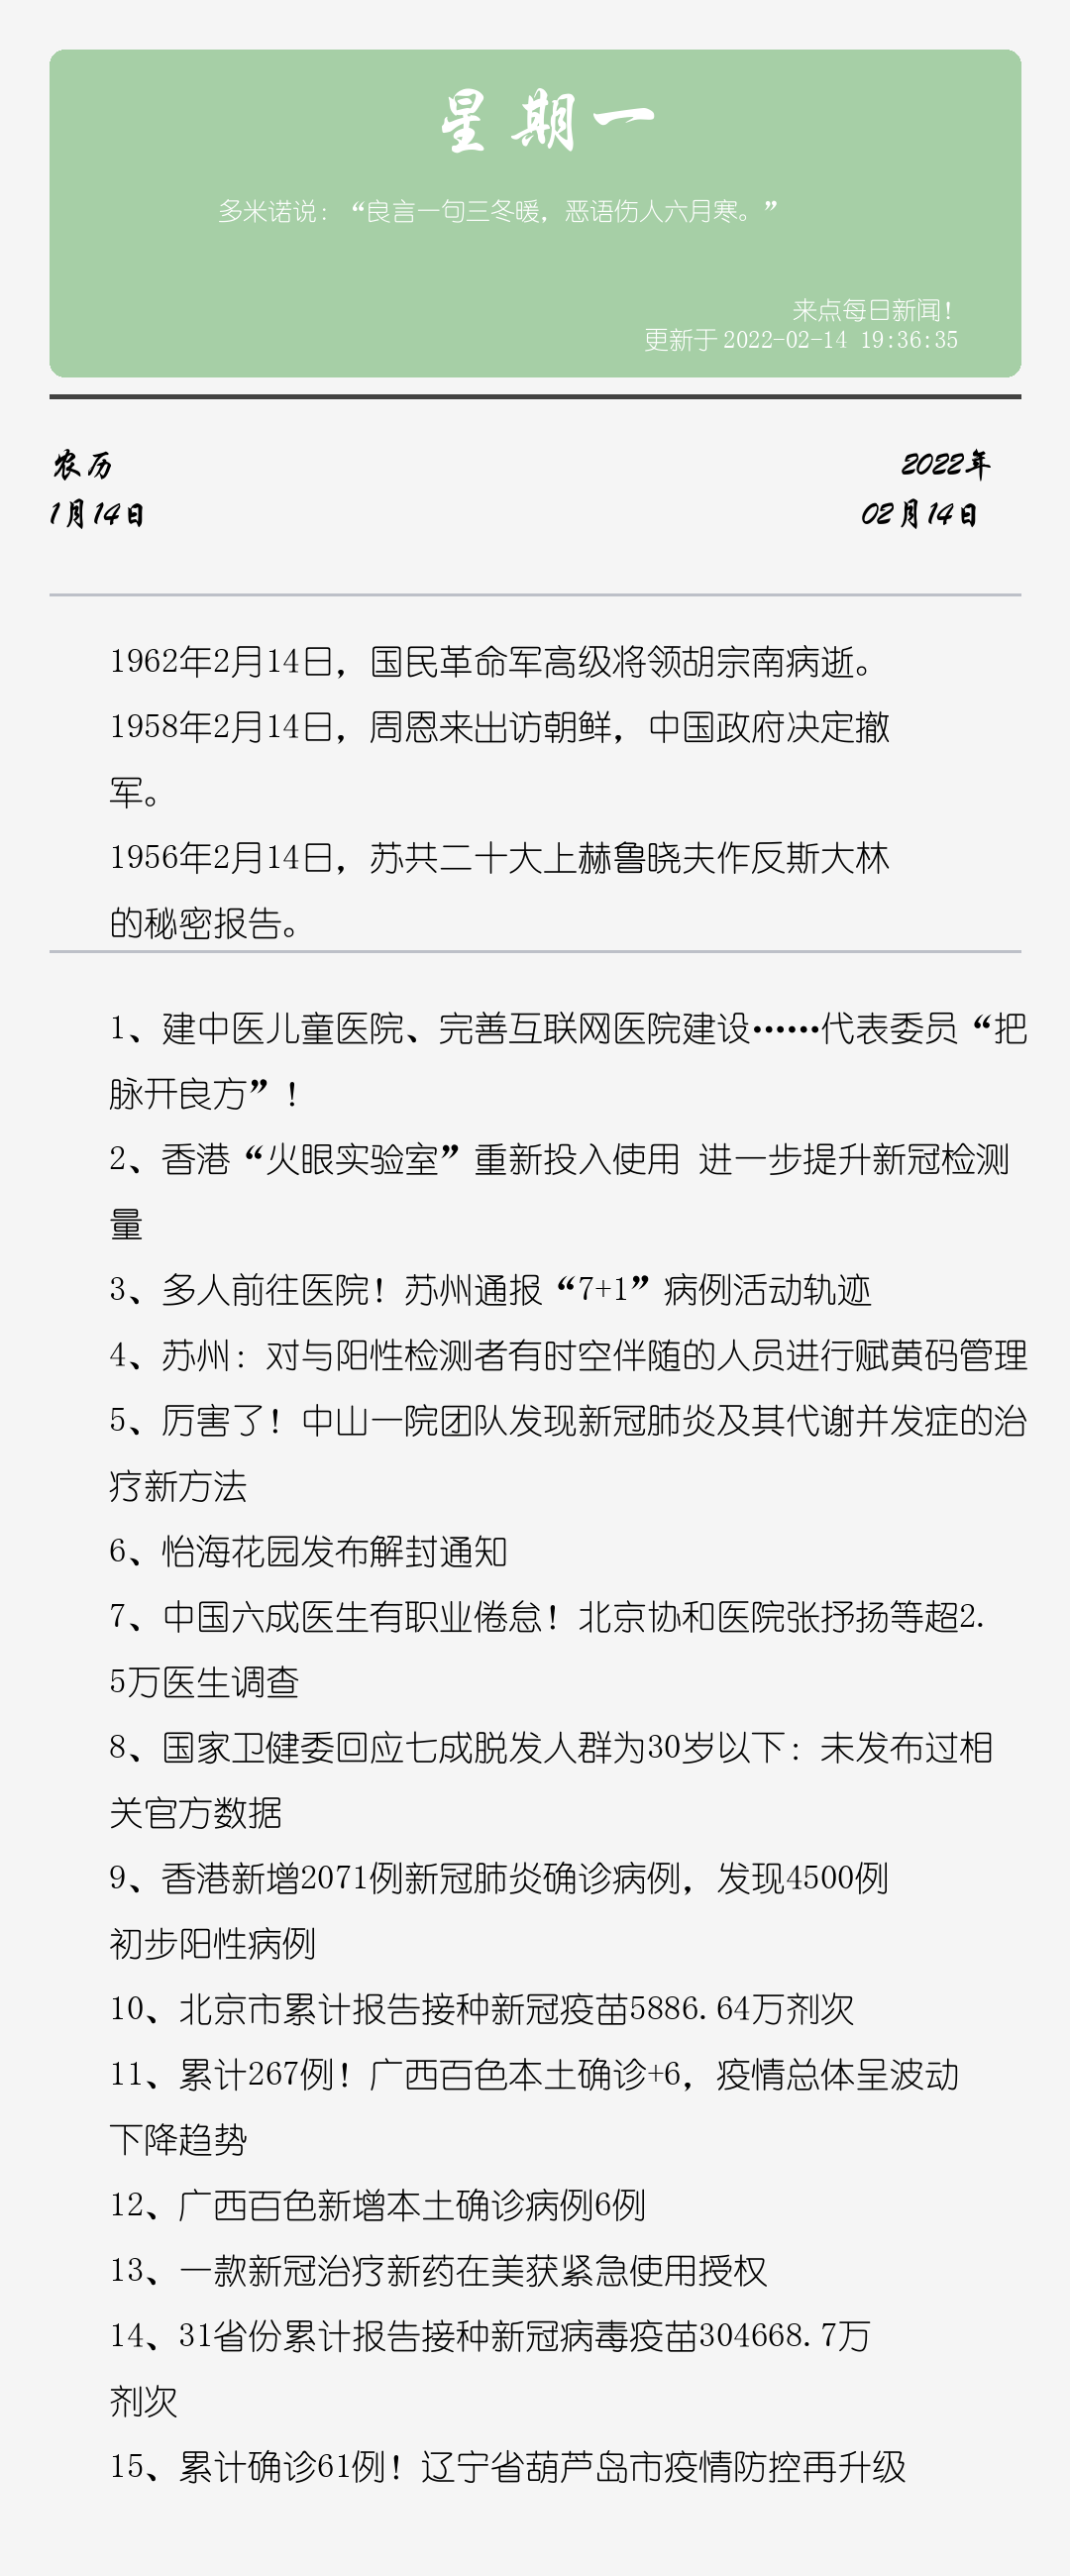 星期一
多米诺说：“良言一句三冬暖，恶语伤人六月寒。”
来点每日新闻！
更新于 2022-02-14 19:36:35
农历
2022年
1月14日
02月14日
1962年2月14日，国民革命军高级将领胡宗南病逝。
1958年2月14日，周恩来出访朝鲜，中国政府决定撤
军。
1956年2月14日，苏共二十大上赫鲁晓夫作反斯大林
的秘密报告。
1、建中医儿童医院、完善互联网医院建设……代表委员“把
脉开良方”！
2、香港“火眼实验室”重新投入使用 进一步提升新冠检测
量
3、多人前往医院！苏州通报“7+1”病例活动轨迹
4、苏州：对与阳性检测者有时空伴随的人员进行赋黄码管理
5、厉害了！中山一院团队发现新冠肺炎及其代谢并发症的治
疗新方法
6、怡海花园发布解封通知
7、中国六成医生有职业倦怠！北京协和医院张抒扬等超2.
5万医生调查
8、国家卫健委回应七成脱发人群为30岁以下：未发布过相
关官方数据
9、香港新增2071例新冠肺炎确诊病例，发现4500例
初步阳性病例
10、北京市累计报告接种新冠疫苗5886.64万剂次
11、累计267例！广西百色本土确诊+6，疫情总体呈波动
下降趋势
12、广西百色新增本土确诊病例6例
13、一款新冠治疗新药在美获紧急使用授权
14、31省份累计报告接种新冠病毒疫苗304668.7万
剂次
15、累计确诊61例！辽宁省葫芦岛市疫情防控再升级